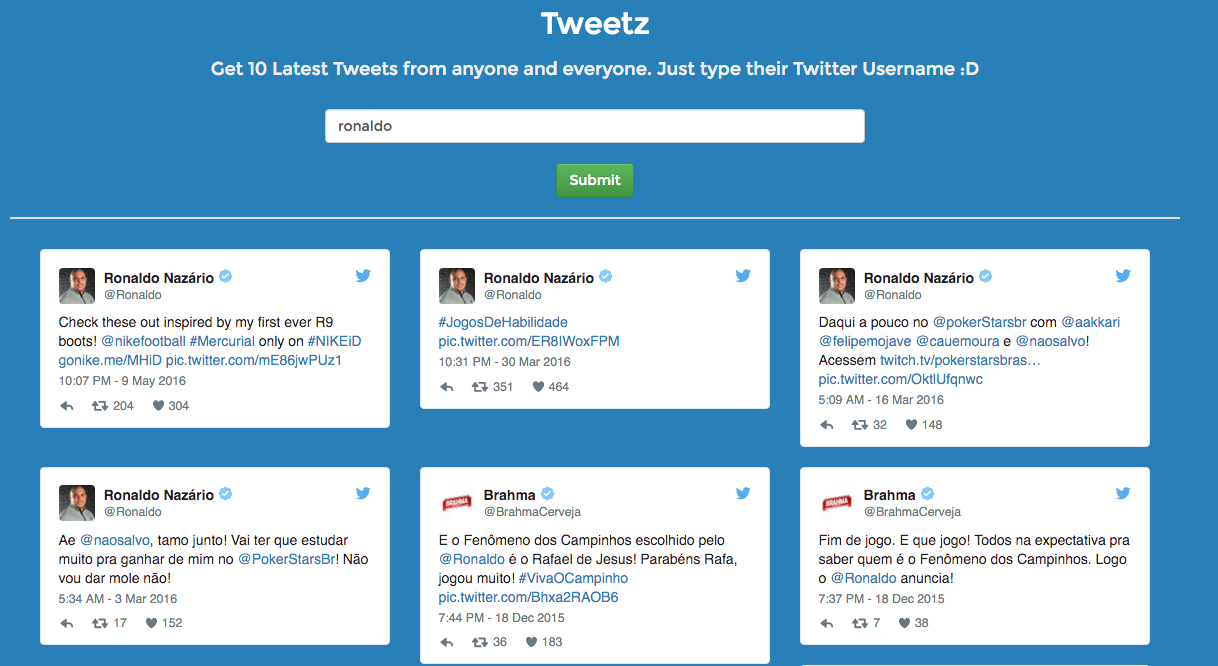 Tweetz
Get 10 Latest Tweets from anyone and everyone. Just type their Twitter Username :D
ronaldo
Submit
Ronaldo Nazário
@Ronaldo
Check these out inspired by my first ever R9
boots! @nikefootball #Mercurial only on #NIKEiD
gonike.me/MHiD pic.twitter.com/mE86jwPUz1
10:07 PM - 9 May 2016
204 304
Ronaldo Nazário
@Ronaldo
#JogosDeHabilidade
pic.twitter.com/ER8IWoxFPM
10:31 PM - 30 Mar 2016
351 464
Ronaldo Nazário
@Ronaldo
Daqui a pouco no @pokerStarsbr com @aakkari
@felipemojave @cauemoura e @naosalvo!
Acessem twitch.tv/pokerstarsbras…
pic.twitter.com/OktlUfqnwc
5:09 AM - 16 Mar 2016
32 148
Ronaldo Nazário
@Ronaldo
Ae @naosalvo, tamo junto! Vai ter que estudar
muito pra ganhar de mim no @PokerStarsBr! Não
vou dar mole não!
5:34 AM - 3 Mar 2016
17 152
BRAHMA
Brahma
@BrahmaCerveja
E o Fenômeno dos Campinhos escolhido pelo
@Ronaldo é o Rafael de Jesus! Parabéns Rafa,
jogou muito! #VivaOCampinho
pic.twitter.com/Bhxa2RAOB6
7:44 PM - 18 Dec 2015
36 183
BRAHMA
Brahma
@BrahmaCerveja
Fim de jogo. E que jogo! Todos na expectativa pra
saber quem é o Fenômeno dos Campinhos. Logo
o @Ronaldo anuncia!
7:37 PM - 18 Dec 2015
7 38